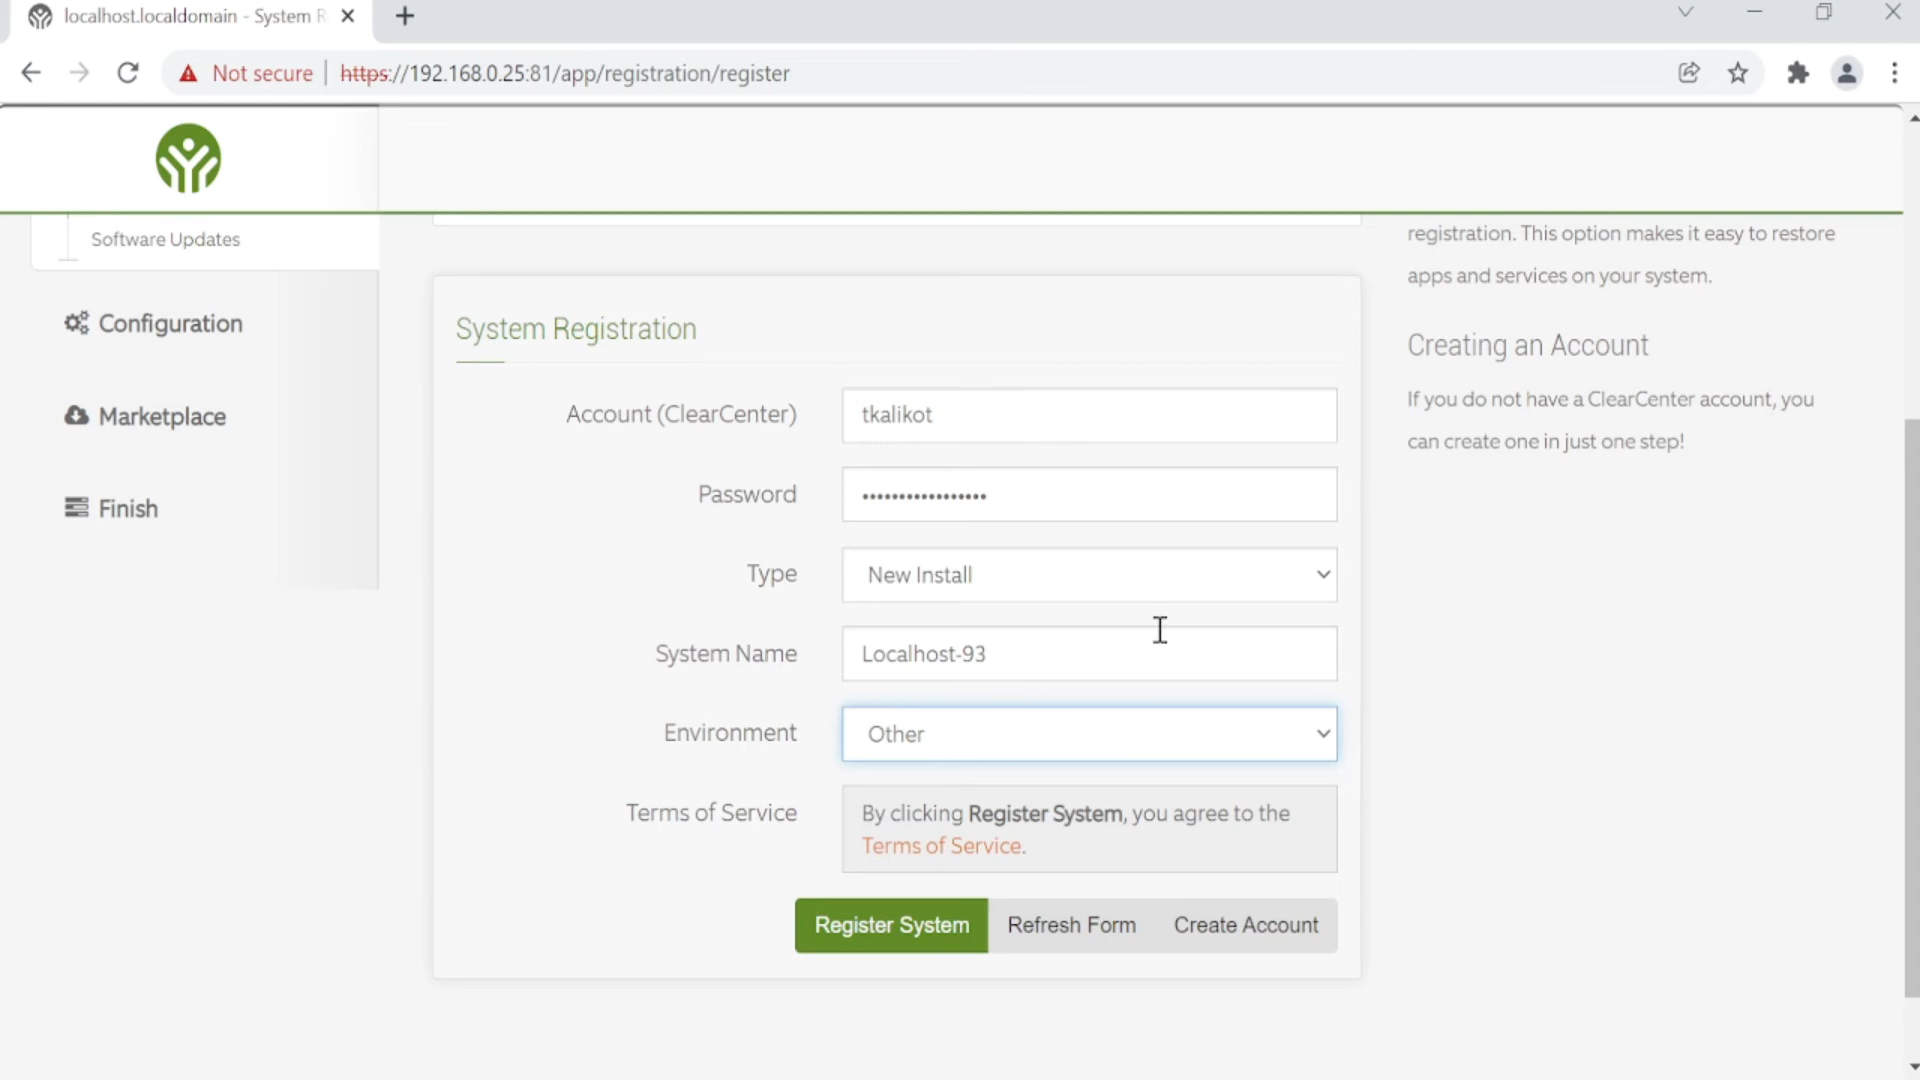 localhost.localdomain - System R
Not secure
https://192.168.0.25:81/app/registration/register
Software Updates
Configuration
Marketplace
Finish
System Registration
Account (ClearCenter)
tkalikot
Password
•••••••••••••••••
Type
New Install
System Name
Localhost-93
Environment
Other
Terms of Service
By clicking Register System, you agree to the
Terms of Service.
Register System
Refresh Form
Create Account
registration. This option makes it easy to restore
apps and services on your system.
Creating an Account
If you do not have a ClearCenter account, you
can create one in just one step!